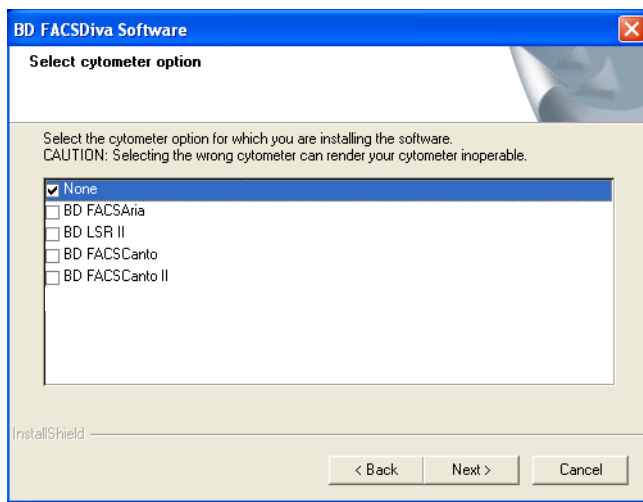 BD FACSDiva Software
Select cytometer option
Select the cytometer option for which you are installing the software.
CAUTION: Selecting the wrong cytometer can render your cytometer inoperable.
None
BD FACSAria
BD LSR II
BD FACSCanto
BD FACSCanto II
InstallShield
< Back Next > Cancel